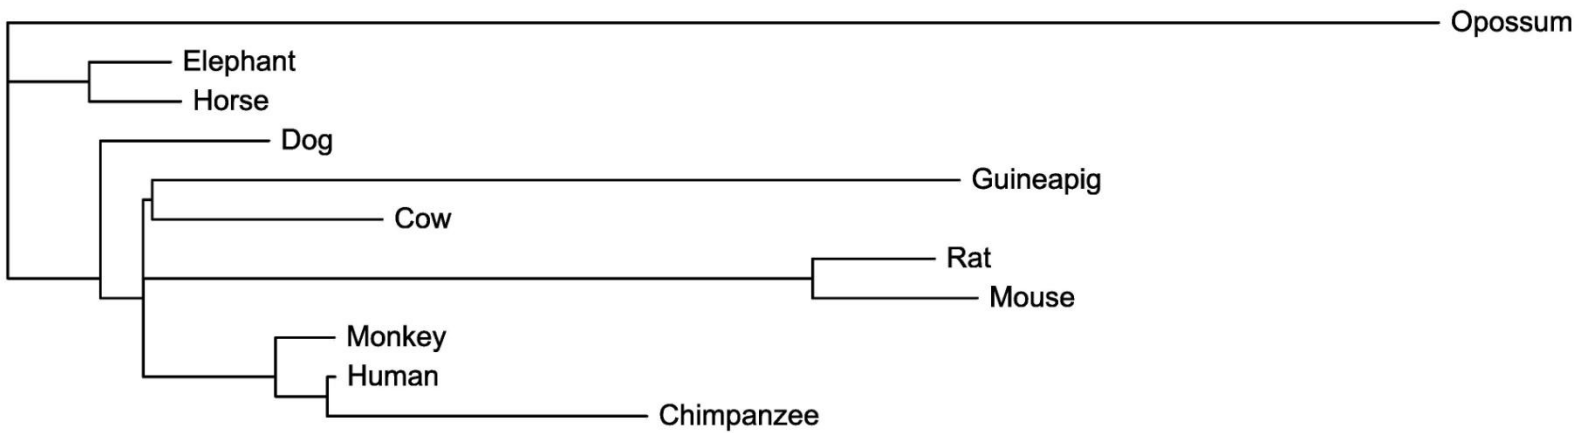 Opossum
Elephant
Horse
Dog
Guineapig
Cow
Rat
Mouse
Monkey
Human
Chimpanzee